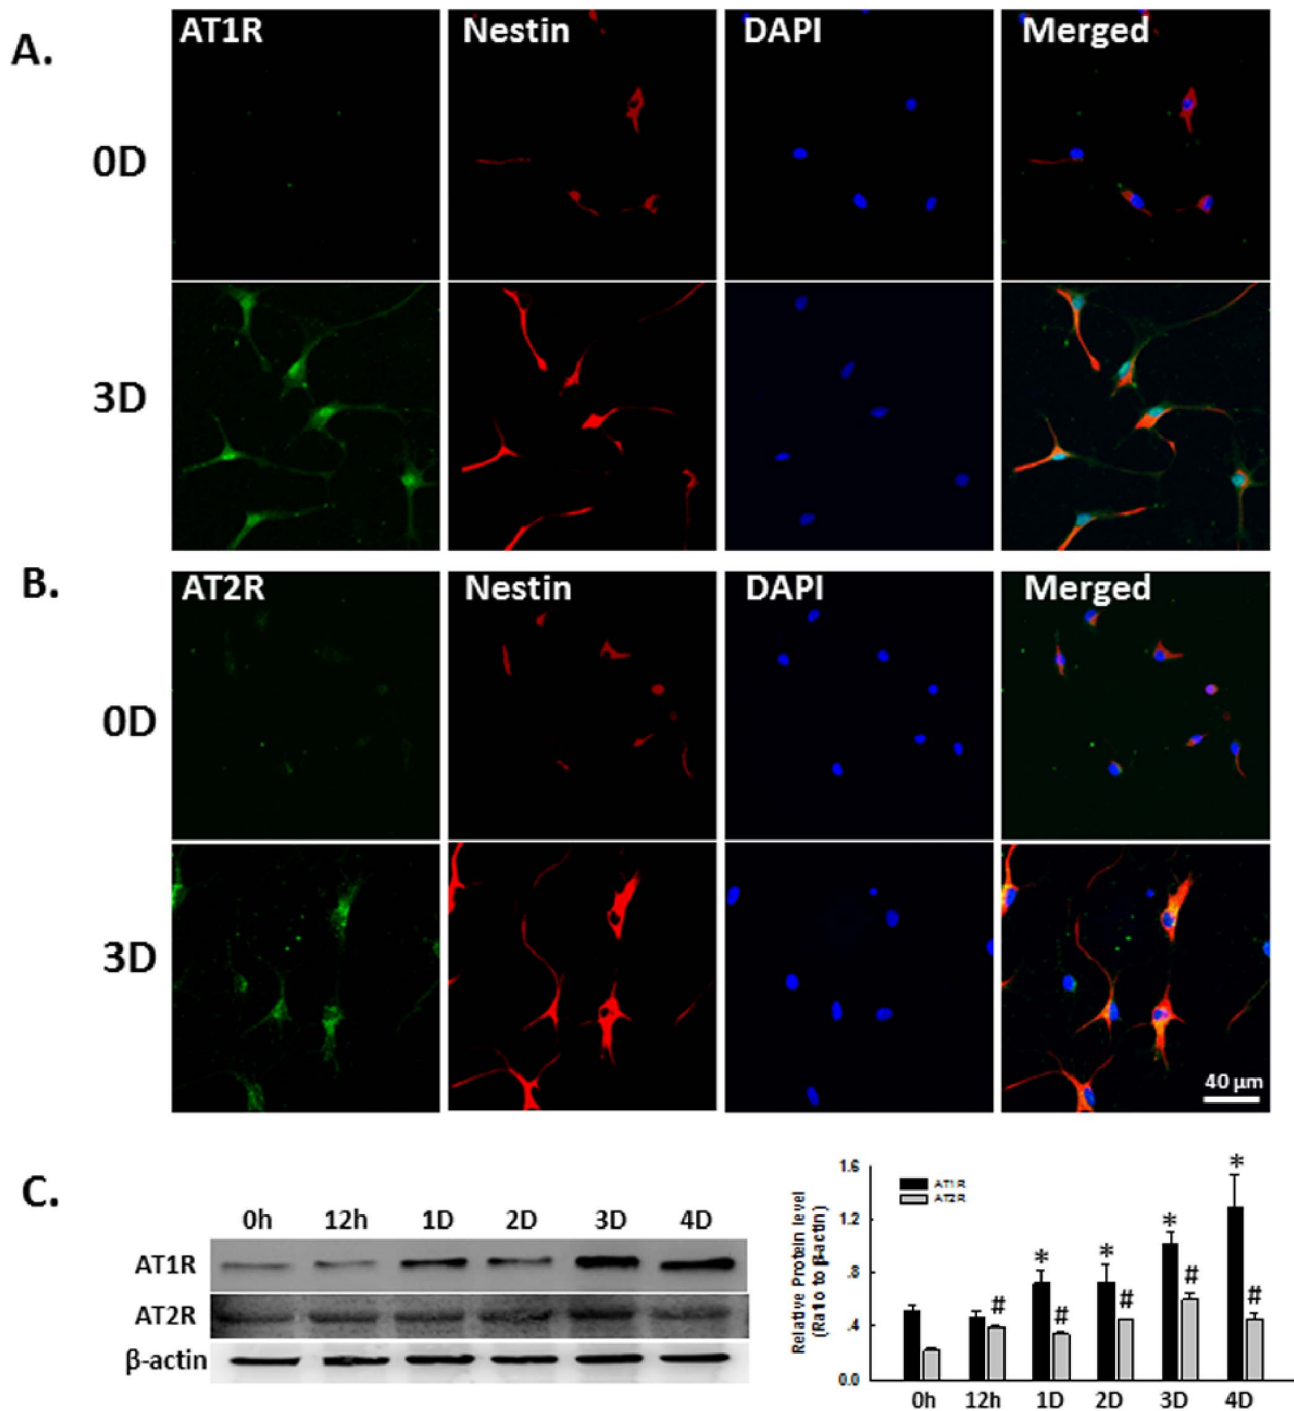 A.
AT1R Nestin DAPI Merged
0D
3D
B.
AT2R Nestin DAPI Merged
0D
3D
40 µm
C.
0h 12h 1D 2D 3D 4D
AT1R
AT2R
β-actin
Relative Protein level
(Ratio to β-actin)
1.6
1.2
.8
.4
0.0
AT1R
AT2R
*
*
*
*
#
#
#
#
#
0h 12h 1D 2D 3D 4D